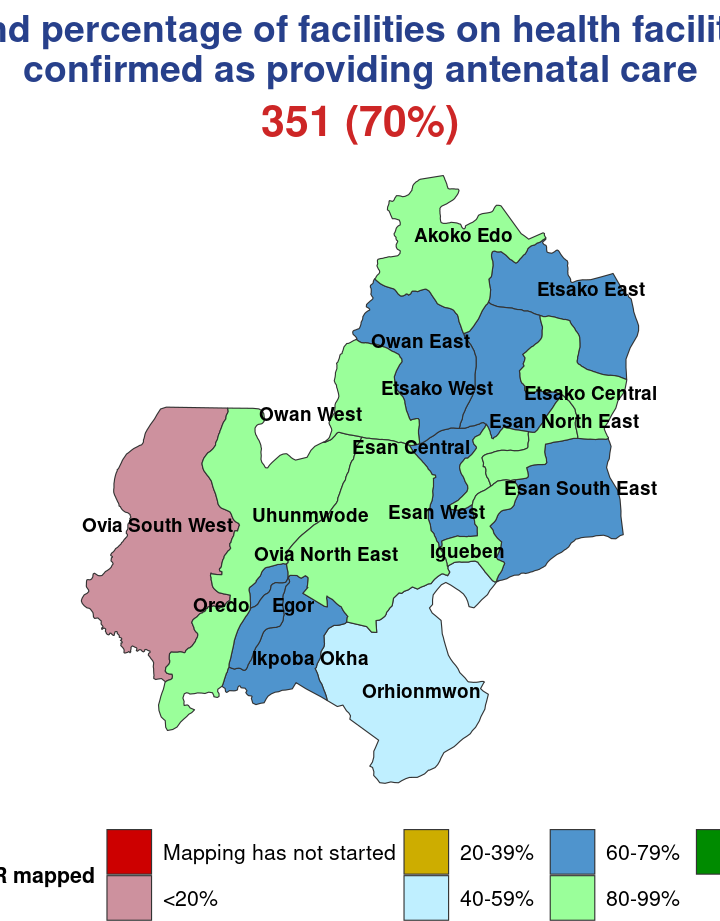 percentage of facilities on health
confirmed as providing antenatal care
351 (70%)
Akoko Edo
Etsako East
Owan East
Etsako West
Etsako Central
Owan West
Esan North East
Esan Central
Esan South East
Esan West
Uhunmwode
Ovia South West
Ovia North East
Igueben
Oredo
Egor
Ikpoba Okha
Orhionmwon
mapped
Mapping has not started
20-39%
60-79%
<20%
40-59%
80-99%